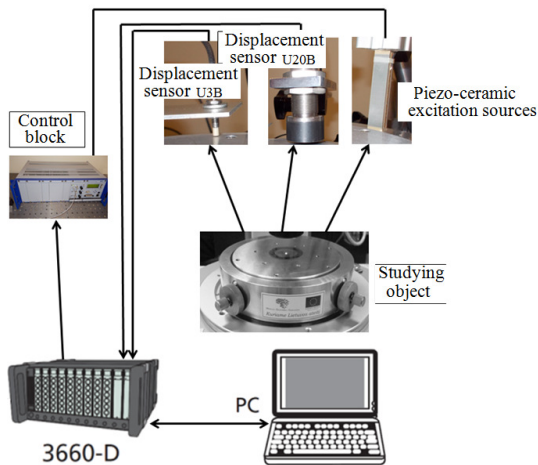 Displacement
sensor U20B
Displacement
sensor U3B
Piezo-ceramic
excitation sources
Control
block
Studying
object
PC
3660-D